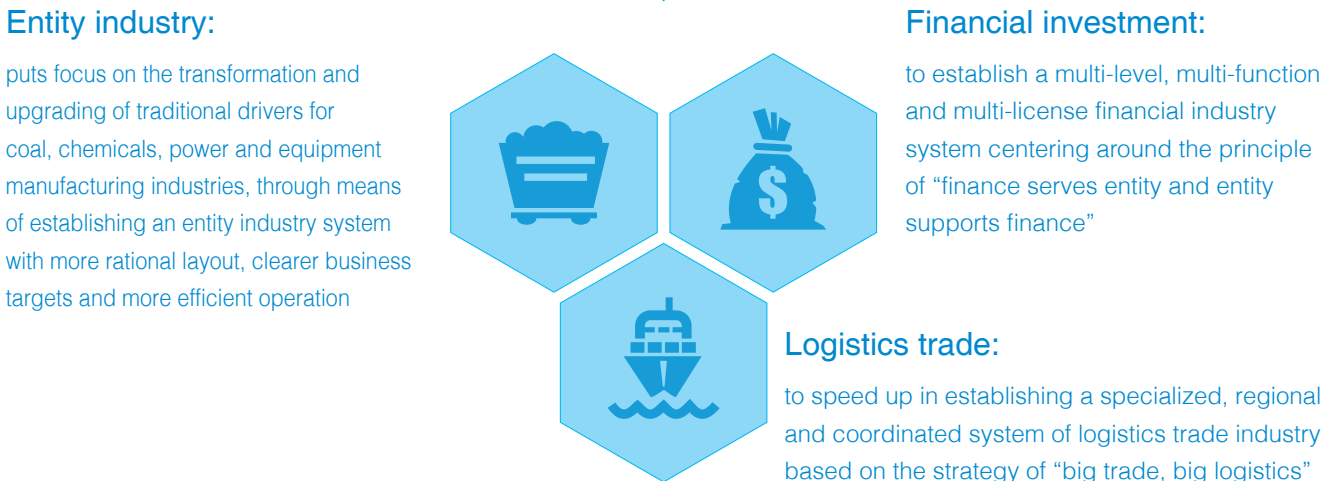 Entity industry:
puts focus on the transformation and
upgrading of traditional drivers for
coal, chemicals, power and equipment
manufacturing industries, through means
of establishing an entity industry system
with more rational layout, clearer business
targets and more efficient operation
$
Financial investment:
to establish a multi-level, multi-function
and multi-license financial industry
system centering around the principle
of “finance serves entity and entity
supports finance”
Logistics trade:
to speed up in establishing a specialized, regional
and coordinated system of logistics trade industry
based on the strategy of “big trade, big logistics”